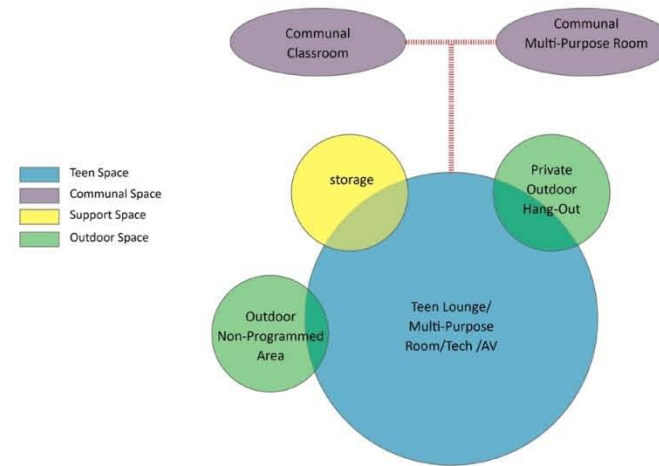 Communal
Classroom
Communal
Multi-Purpose Room
storage
Private
Outdoor
Hang-Out
Teen Space
Communal Space
Support Space
Outdoor Space
Outdoor
Non-Programmed
Area
Teen Lounge/
Multi-Purpose
Room/Tech /AV